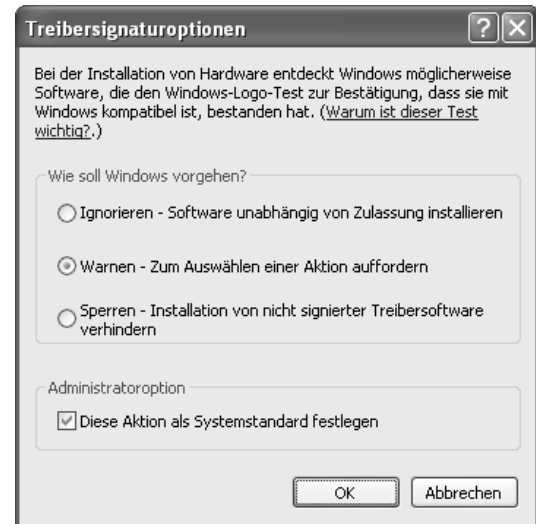 Treibersignaturoptionen
Bei der Installation von Hardware entdeckt Windows möglicherweise
Software, die den Windows-Logo-Test zur Bestätigung, dass sie mit
Windows kompatibel ist, bestanden hat. (Warum ist dieser Test
wichtig?.)
Wie soll Windows vorgehen?
Ignorieren - Software unabhängig von Zulassung installieren
Warnen - Zum Auswählen einer Aktion auffordern
Sperren - Installation von nicht signierter Treibersoftware
verhindern
Administratoroption
Diese Aktion als Systemstandard festlegen
OK Abbrechen